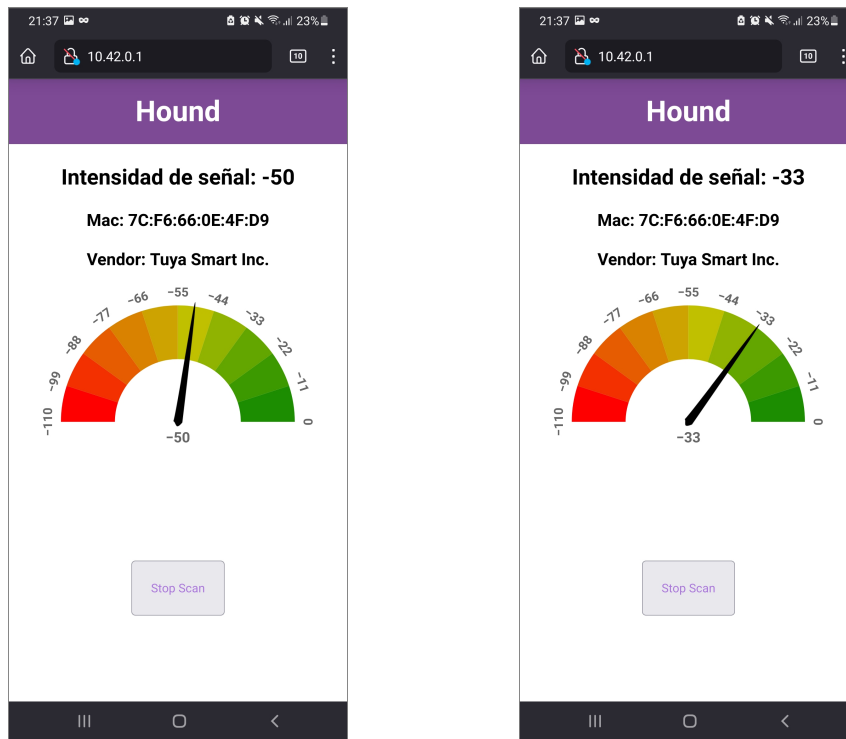 21:37 23%
10.42.0.1 10
Hound
Intensidad de señal: -50
Mac: 7C:F6:66:0E:4F:D9
Vendor: Tuya Smart Inc.
-110
-99
-88
-77
-66
-55
-44
-33
-22
-11
0
-50
Stop Scan
21:37 23%
10.42.0.1 10
Hound
Intensidad de señal: -33
Mac: 7C:F6:66:0E:4F:D9
Vendor: Tuya Smart Inc.
-110
-99
-88
-77
-66
-55
-44
-33
-22
-11
0
-33
Stop Scan